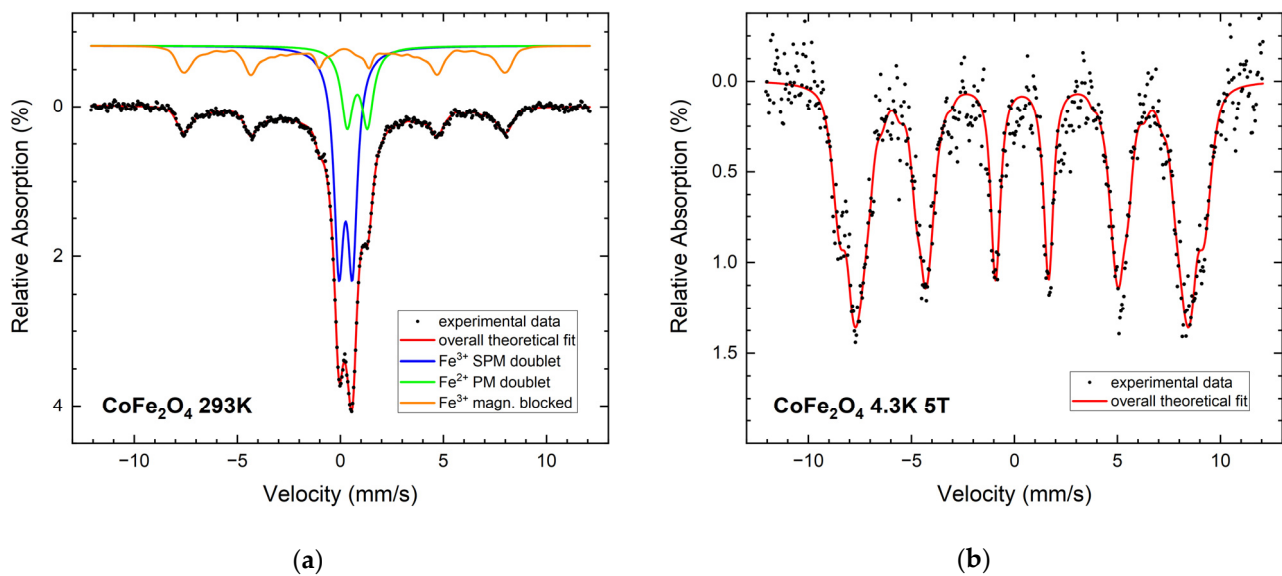 Relative Absorption (%)
0
2
4
experimental data
overall theoretical fit
Fe³⁺ SPM doublet
Fe²⁺ PM doublet
Fe³⁺ magn. blocked
CoFe₂O₄ 293K
−10
−5
0
5
10
Velocity (mm/s)
(a)
Relative Absorption (%)
0.0
0.5
1.0
1.5
experimental data
overall theoretical fit
CoFe₂O₄ 4.3K 5T
−10
−5
0
5
10
Velocity (mm/s)
(b)